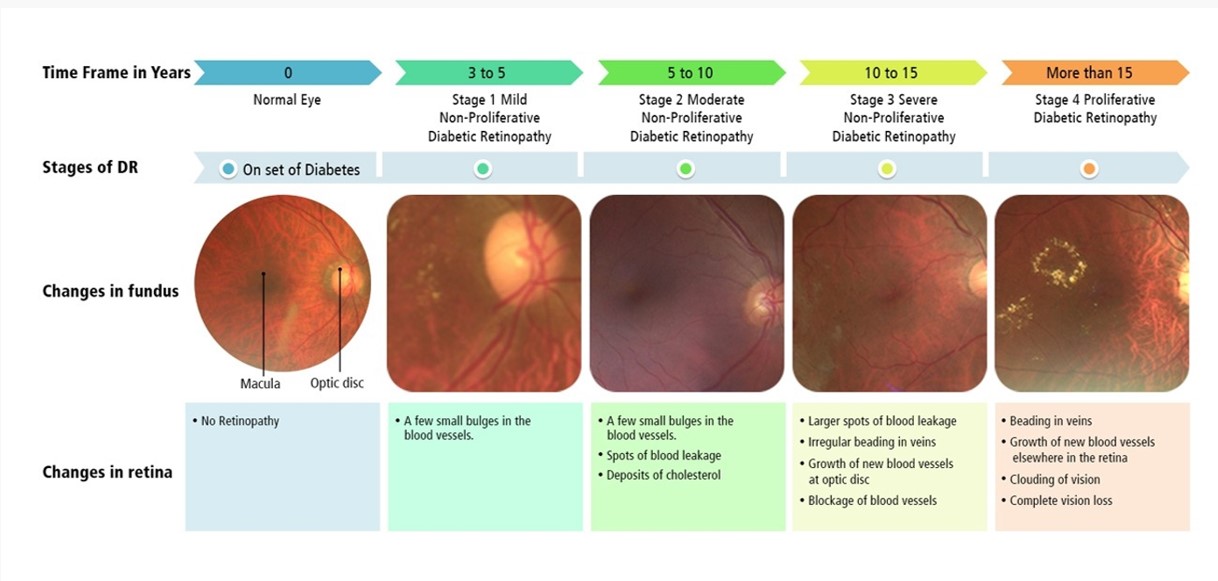 Time Frame in Years
0
3 to 5
5 to 10
10 to 15
More than 15
Normal Eye
Stage 1 Mild
Non-Proliferative
Diabetic Retinopathy
Stage 2 Moderate
Non-Proliferative
Diabetic Retinopathy
Stage 3 Severe
Non-Proliferative
Diabetic Retinopathy
Stage 4 Proliferative
Diabetic Retinopathy
Stages of DR
On set of Diabetes
Changes in fundus
Macula
Optic disc
Changes in retina
• No Retinopathy
• A few small bulges in the
blood vessels.
• A few small bulges in the
blood vessels.
• Spots of blood leakage
• Deposits of cholesterol
• Larger spots of blood leakage
• Irregular beading in veins
• Growth of new blood vessels
at optic disc
• Blockage of blood vessels
• Beading in veins
• Growth of new blood vessels
elsewhere in the retina
• Clouding of vision
• Complete vision loss